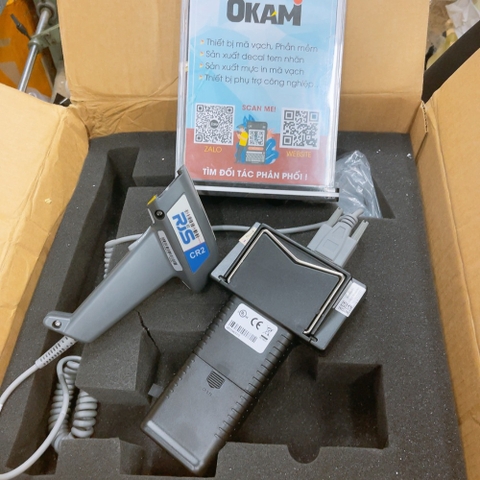 OKAM
Thiết bị mã vạch, Phần mềm
Sản xuất decal tem nhãn
Sản xuất mực in mã vạch
Thiết bị phụ trợ công nghiệp...
SCAN ME!
ZALO
WEBSITE
TÌM ĐỐI TÁC PHÂN PHỐI !
RJS
CR2
CE